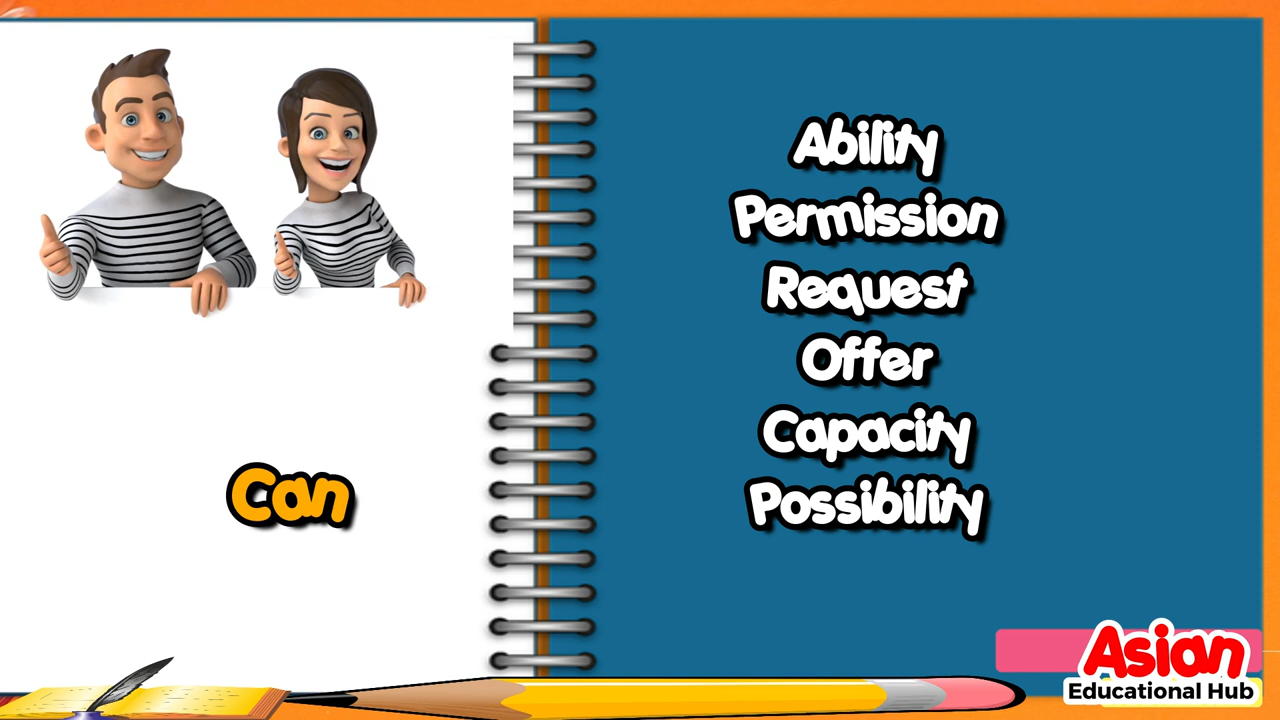 Can
Ability
Permission
Request
Offer
Capacity
Possibility
Asian
Educational Hub